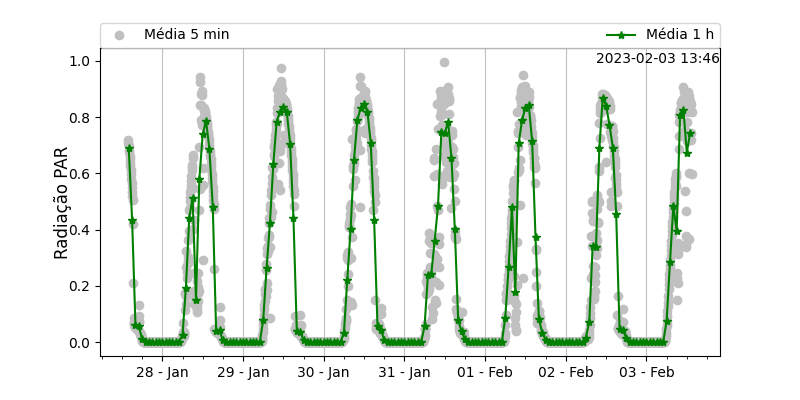 Média 5 min
Média 1 h
2023-02-03 13:46
Radiação PAR
1.0
0.8
0.6
0.4
0.2
0.0
28 - Jan
29 - Jan
30 - Jan
31 - Jan
01 - Feb
02 - Feb
03 - Feb